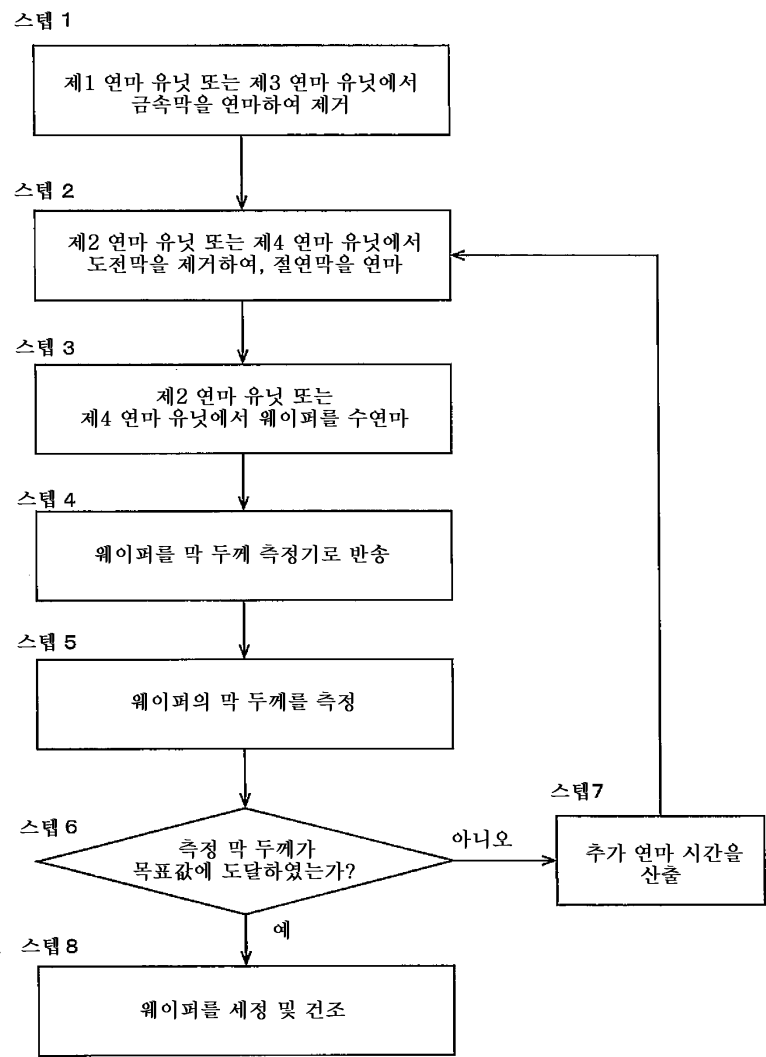 스텝 1
제1 연마 유닛 또는 제3 연마 유닛에서
금속막을 연마하여 제거
스텝 2
제2 연마 유닛 또는 제4 연마 유닛에서
도전막을 제거하여, 절연막을 연마
스텝 3
제2 연마 유닛 또는
제4 연마 유닛에서 웨이퍼를 수연마
스텝 4
웨이퍼를 막 두께 측정기로 반송
스텝 5
웨이퍼의 막 두께를 측정
스텝 6
측정 막 두께가
목표값에 도달하였는가?
아니오
스텝7
추가 연마 시간을
산출
예
스텝 8
웨이퍼를 세정 및 건조